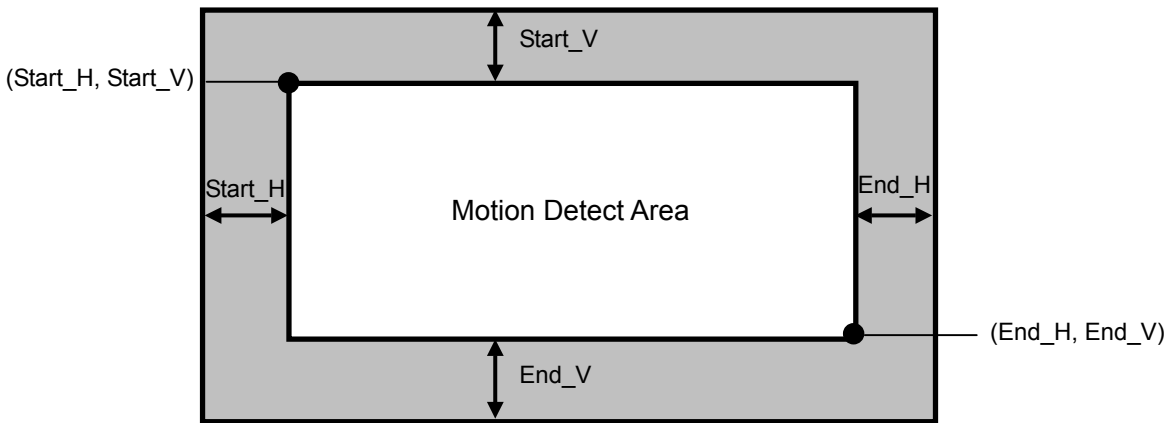 Start_V
(Start_H, Start_V)
Start_H
End_H
Motion Detect Area
(End_H, End_V)
End_V